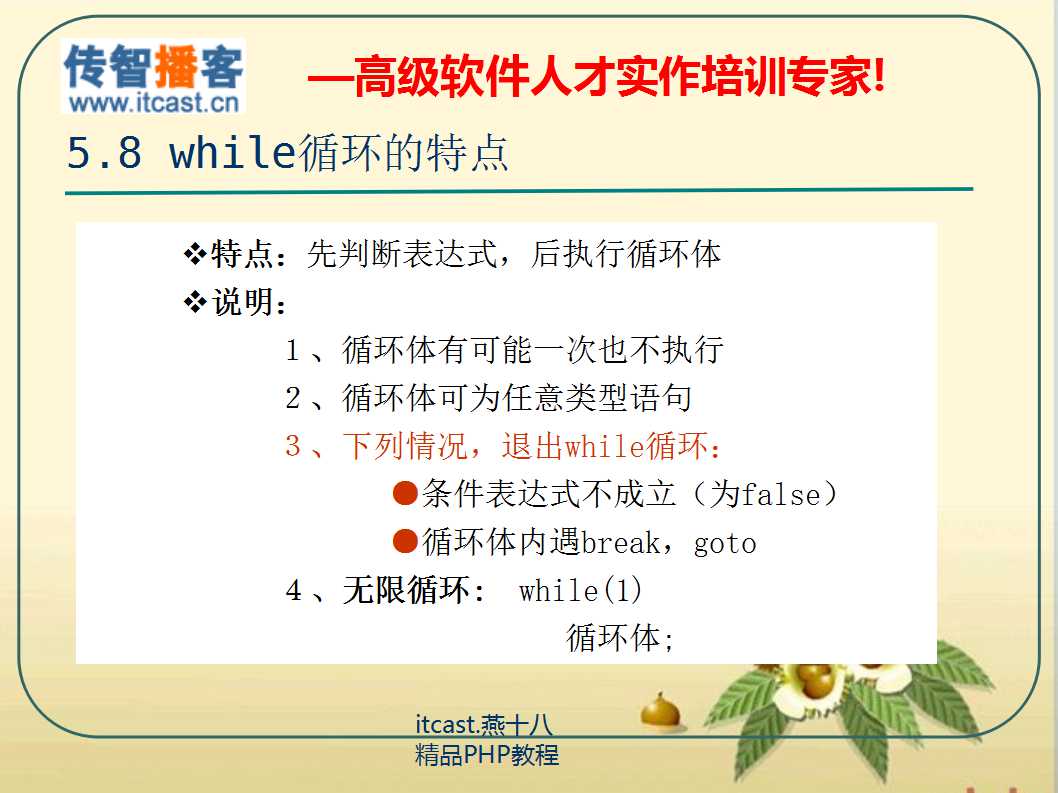 传智播客
www.itcast.cn
—高级软件人才实作培训专家!
5.8 while循环的特点
❖特点：先判断表达式，后执行循环体
❖说明：
１、循环体有可能一次也不执行
２、循环体可为任意类型语句
３、下列情况，退出while循环：
●条件表达式不成立（为false）
●循环体内遇break，goto
４、无限循环： while(1)
循环体;
itcast.燕十八
精品PHP教程